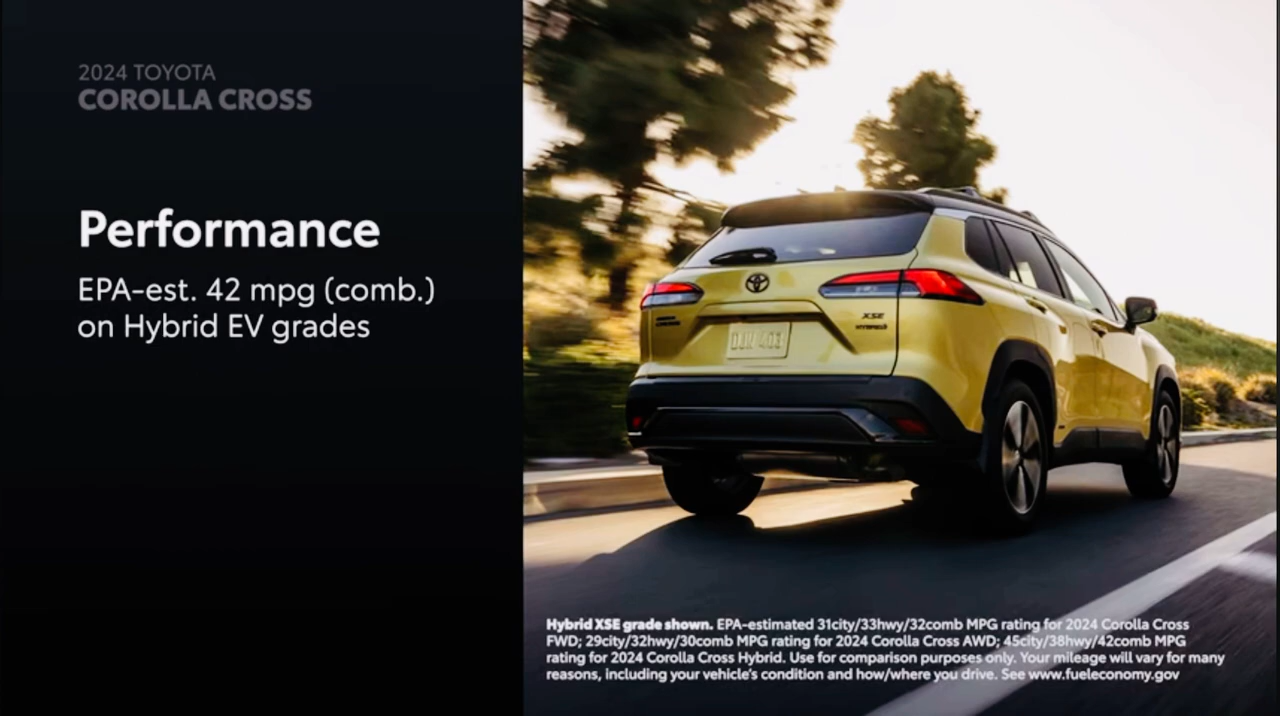 2024 TOYOTA
COROLLA CROSS
Performance
EPA-est. 42 mpg (comb.)
on Hybrid EV grades
XSE
HYBRID
Hybrid XSE grade shown. EPA-estimated 31city/33hwy/32comb MPG rating for 2024 Corolla Cross
FWD; 29city/32hwy/30comb MPG rating for 2024 Corolla Cross AWD; 45city/38hwy/42comb MPG
rating for 2024 Corolla Cross Hybrid. Use for comparison purposes only. Your mileage will vary for many
reasons, including your vehicle's condition and how/where you drive. See www.fueleconomy.gov